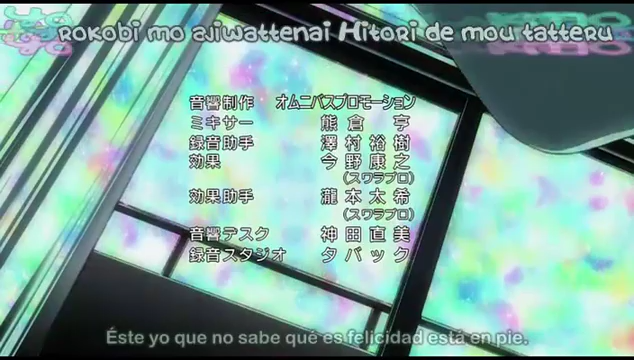 rokobi mo ajiwattenai Hitori de mou tatteru
音響制作 オムニバスプロモーション
ミキサー 熊倉 亨
録音助手 澤村裕樹
効果 今野康之
(スワラプロ)
効果助手 瀧本太希
(スワラプロ)
音響デスク 神田直美
録音スタジオ タバック
Éste yo que no sabe qué es felicidad está en pie.